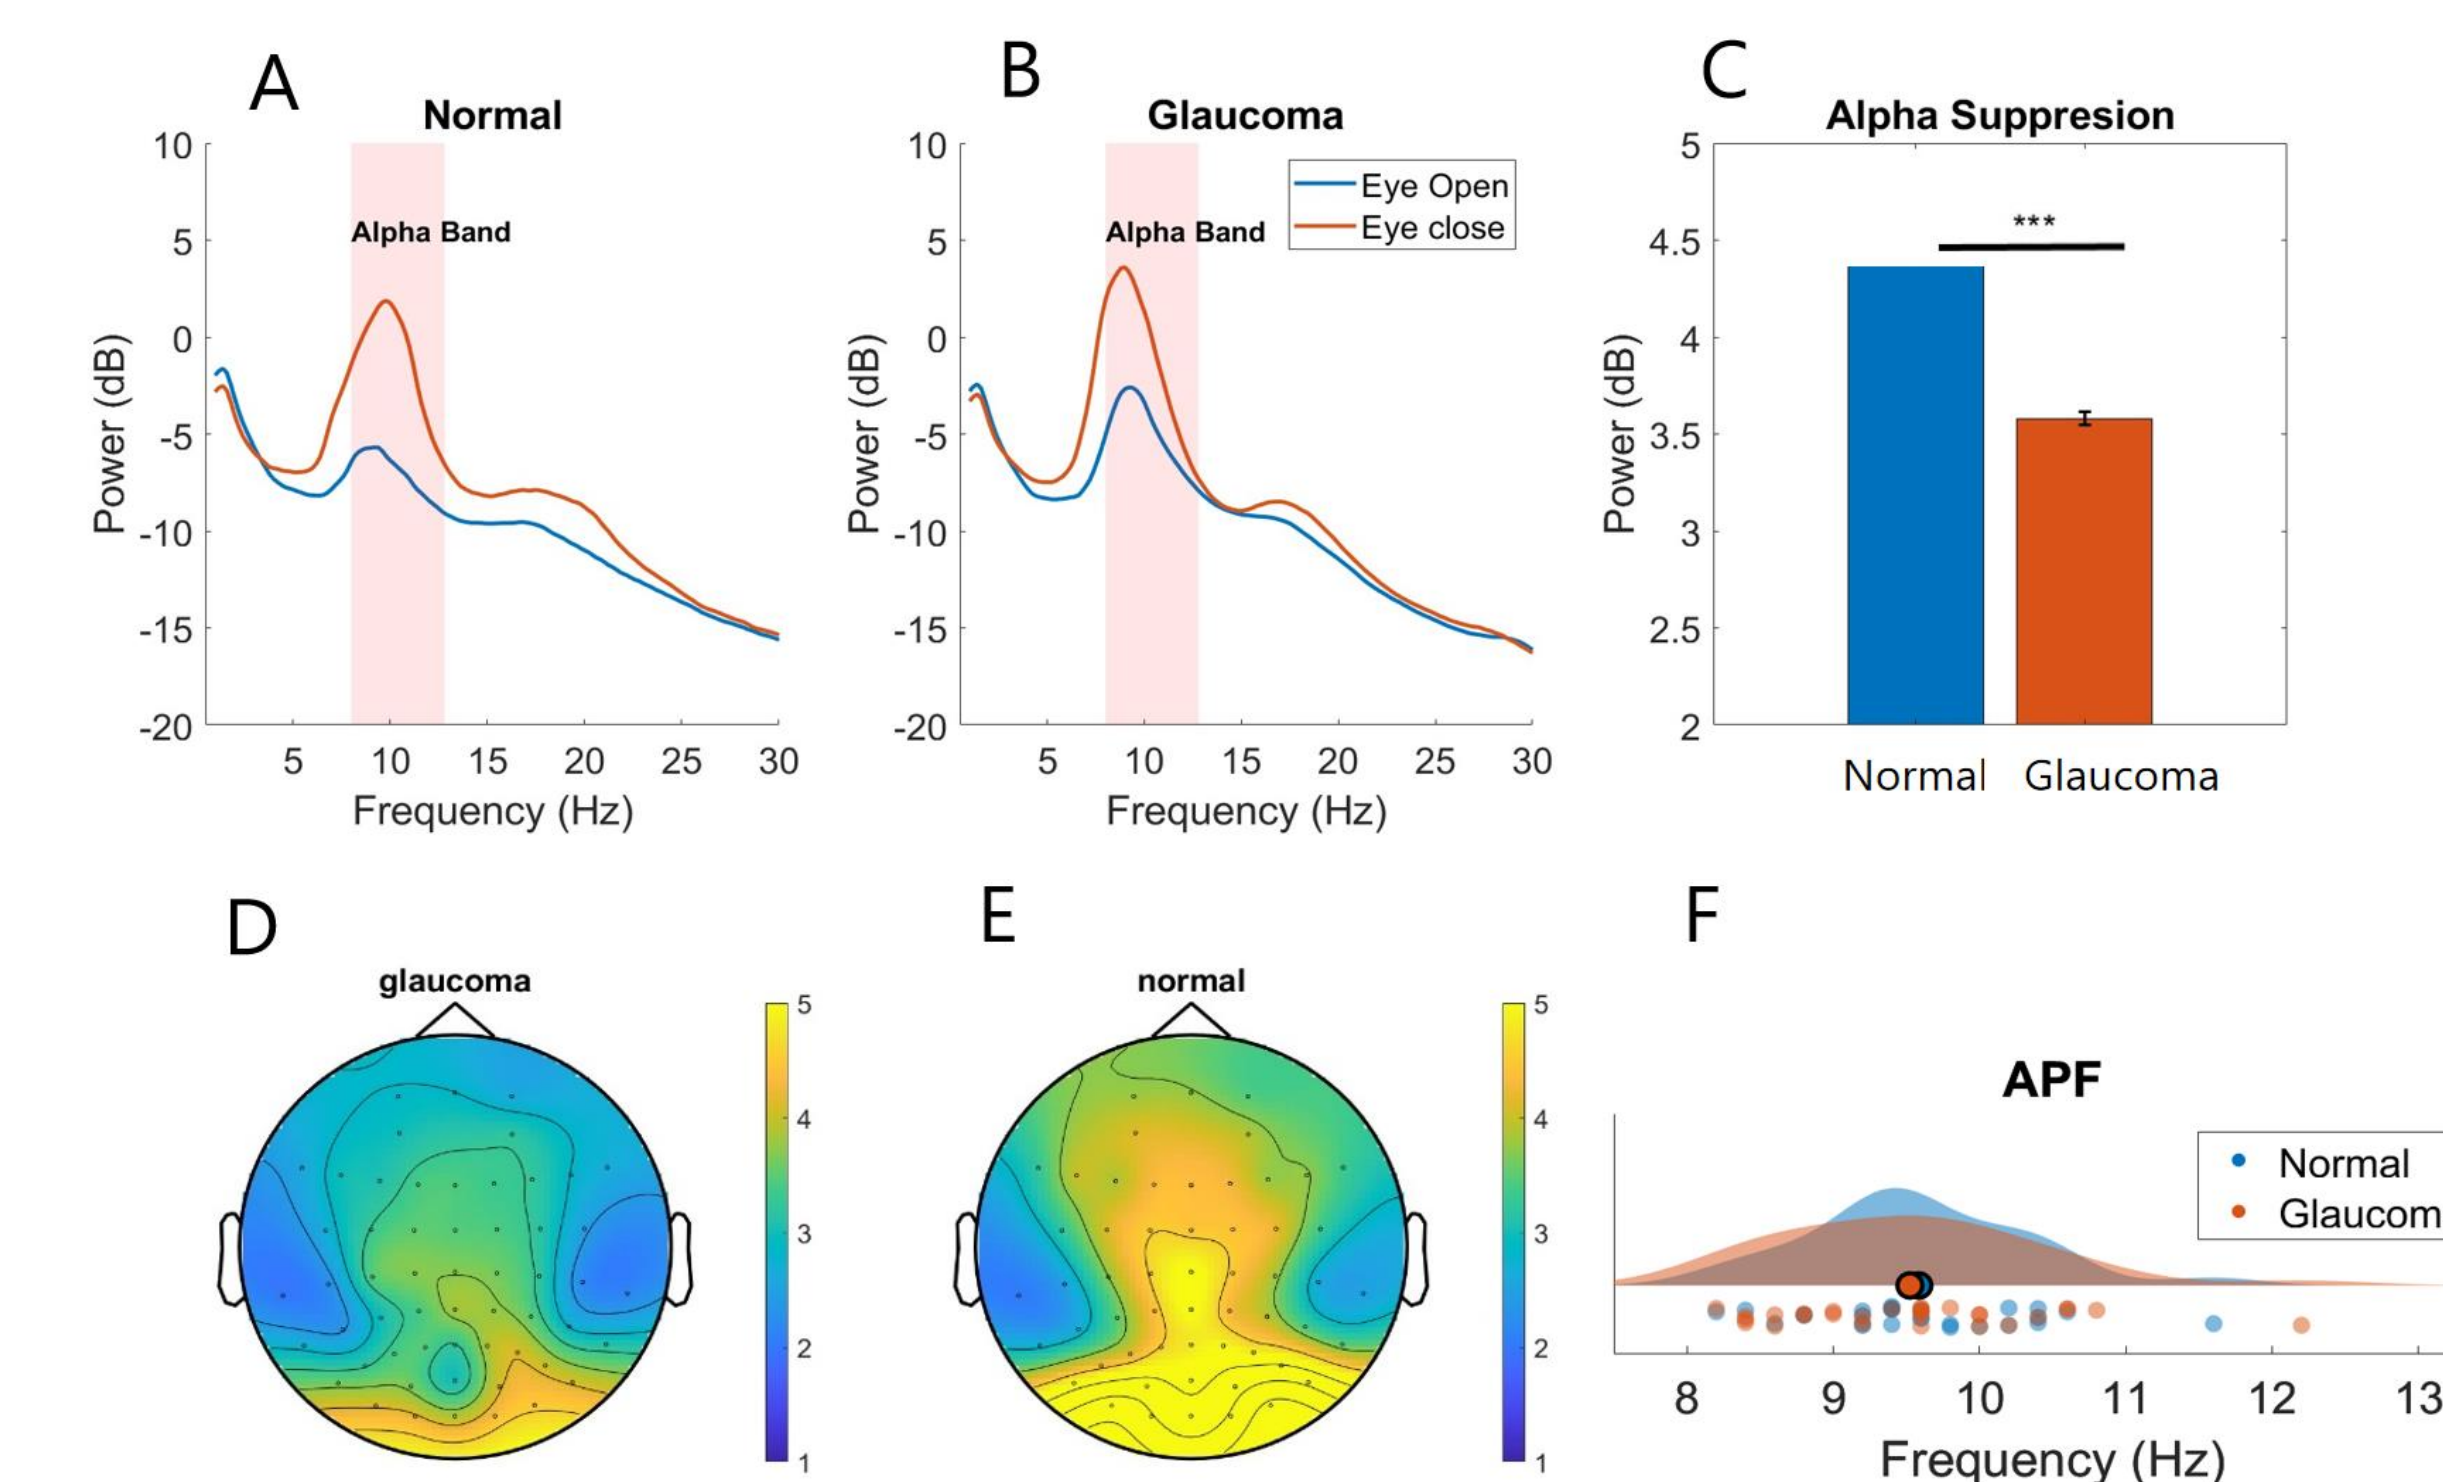 A
Normal
10
5
0
-5
-10
-15
-20
Power (dB)
Alpha Band
5 10 15 20 25 30
Frequency (Hz)
B
Glaucoma
10
5
0
-5
-10
-15
-20
Power (dB)
Alpha Band
Eye Open
Eye close
5 10 15 20 25 30
Frequency (Hz)
C
Alpha Suppresion
5
4.5
4
3.5
3
2.5
2
Power (dB)
***
Normal Glaucoma
D
glaucoma
5
4
3
2
1
E
normal
5
4
3
2
1
F
APF
Normal
Glaucom
8 9 10 11 12 13
Frequency (Hz)